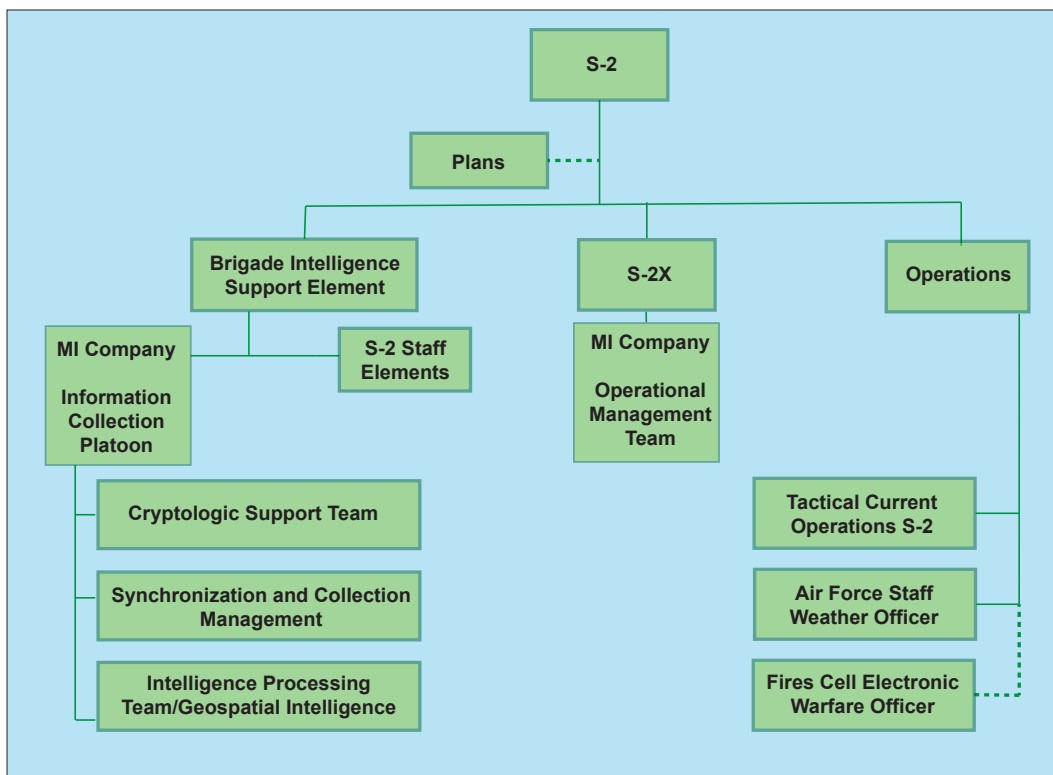 S-2
Plans
Brigade Intelligence
Support Element
S-2X
Operations
MI Company
Information
Collection
Platoon
S-2 Staff
Elements
MI Company
Operational
Management
Team
Cryptologic Support Team
Synchronization and Collection
Management
Intelligence Processing
Team/Geospatial Intelligence
Tactical Current
Operations S-2
Air Force Staff
Weather Officer
Fires Cell Electronic
Warfare Officer